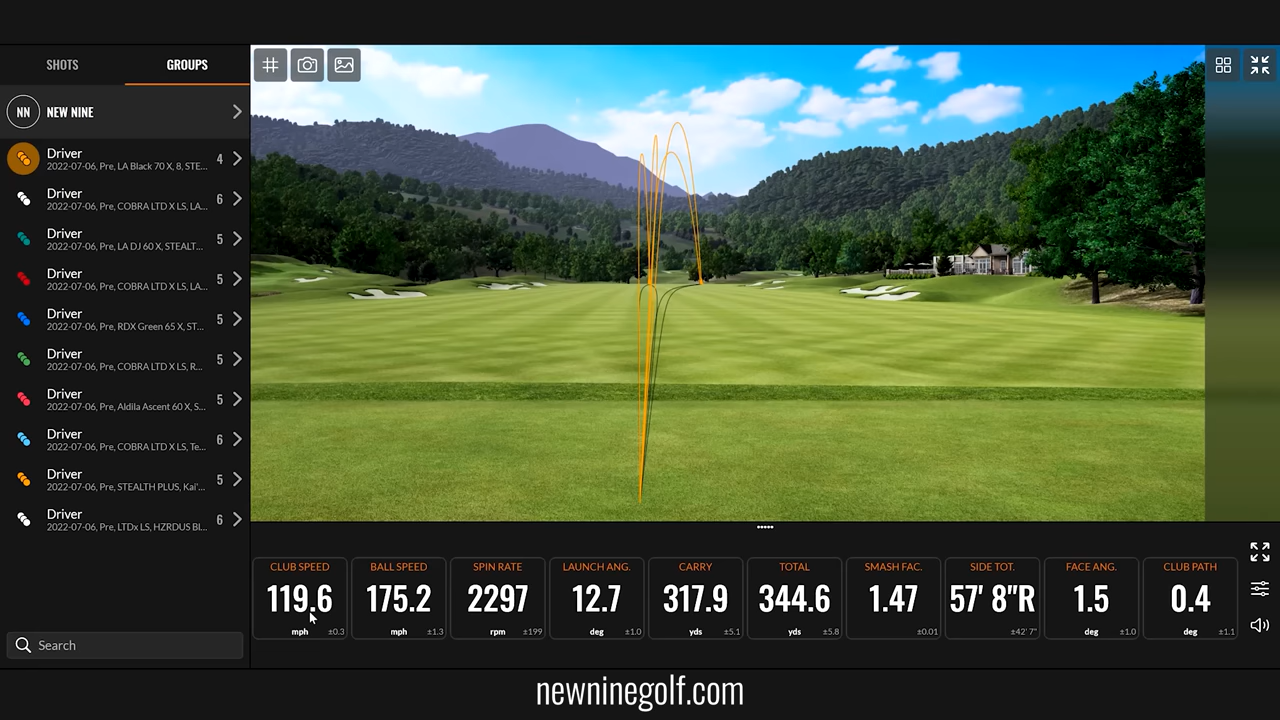 SHOTS
GROUPS
NN
NEW NINE
Driver
2022-07-06, Pre, LA Black 70 X, 8, STE...
4
Driver
2022-07-06, Pre, COBRA LTD X LS, LA...
6
Driver
2022-07-06, Pre, LA DJ 60 X, STEALT...
5
Driver
2022-07-06, Pre, COBRA LTD X LS, LA...
5
Driver
2022-07-06, Pre, RDX Green 65 X, ST...
5
Driver
2022-07-06, Pre, COBRA LTD X LS, R...
5
Driver
2022-07-06, Pre, Aldila Ascent 60 X, S...
5
Driver
2022-07-06, Pre, COBRA LTD X LS, Te...
6
Driver
2022-07-06, Pre, STEALTH PLUS, Kai'...
5
Driver
2022-07-06, Pre, LTDx LS, HZRDUS Bl...
6
Search
CLUB SPEED
119.6
mph ±0.3
BALL SPEED
175.2
mph ±1.3
SPIN RATE
2297
rpm ±199
LAUNCH ANG.
12.7
deg ±1.0
CARRY
317.9
yds ±5.1
TOTAL
344.6
yds ±5.8
SMASH FAC.
1.47
±0.01
SIDE TOT.
57' 8"R
±42' 7"
FACE ANG.
1.5
deg ±1.0
CLUB PATH
0.4
deg ±1.1
newninegolf.com